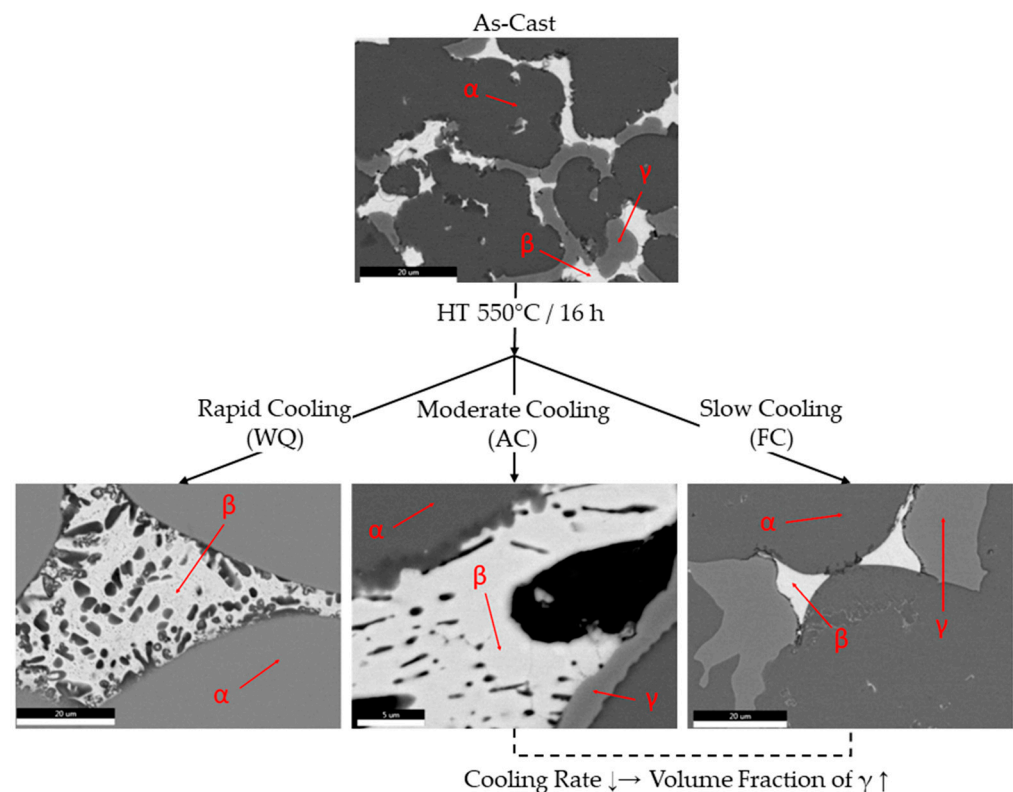 As-Cast
α
γ
β
20 um
HT 550°C / 16 h
Rapid Cooling
(WQ)
Moderate Cooling
(AC)
Slow Cooling
(FC)
β
α
20 um
α
β
γ
5 um
α
β
γ
20 um
Cooling Rate ↓→ Volume Fraction of γ ↑